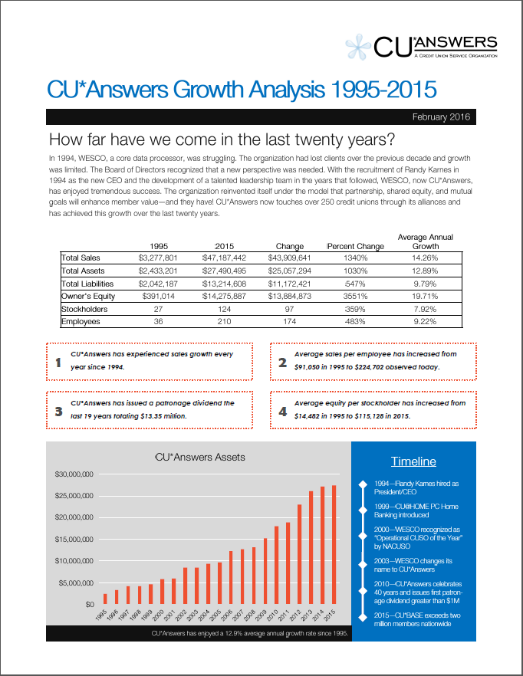 CU*ANSWERS
A CREDIT UNION SERVICE ORGANIZATION
CU*Answers Growth Analysis 1995-2015
February 2016
How far have we come in the last twenty years?
In 1994, WESCO, a core data processor, was struggling. The organization had lost clients over the previous decade and growth
was limited. The Board of Directors recognized that a new perspective was needed. With the recruitment of Randy Karnes in
1994 as the new CEO and the development of a talented leadership team in the years that followed, WESCO, now CU*Answers,
has enjoyed tremendous success. The organization reinvented itself under the model that partnership, shared equity, and mutual
goals will enhance member value—and they have! CU*Answers now touches over 250 credit unions through its alliances and
has achieved this growth over the last twenty years.
1995 2015 Change Percent Change Average Annual Growth
Total Sales $3,277,801 $47,187,442 $43,909,641 1340% 14.26%
Total Assets $2,433,201 $27,490,495 $25,057,294 1030% 12.89%
Total Liabilities $2,042,187 $13,214,608 $11,172,421 547% 9.79%
Owner's Equity $391,014 $14,275,887 $13,884,873 3551% 19.71%
Stockholders 27 124 97 359% 7.92%
Employees 36 210 174 483% 9.22%
1 CU*Answers has experienced sales growth every
year since 1994.
2 Average sales per employee has increased from
$91,050 in 1995 to $224,702 observed today.
3 CU*Answers has issued a patronage dividend the
last 19 years totaling $13.35 million.
4 Average equity per stockholder has increased from
$14,482 in 1995 to $115,128 in 2015.
CU*Answers Assets
$30,000,000
$25,000,000
$20,000,000
$15,000,000
$10,000,000
$5,000,000
$0
1995 1996 1997 1998 1999 2000 2001 2002 2003 2004 2005 2006 2007 2008 2009 2010 2011 2012 2013 2014 2015
CU*Answers has enjoyed a 12.9% average annual growth rate since 1995.
Timeline
1994—Randy Karnes hired as
President/CEO
1999—CU@HOME PC Home
Banking introduced
2000—WESCO recognized as
"Operational CUSO of the Year"
by NACUSO
2003—WESCO changes its
name to CU*Answers
2010—CU*Answers celebrates
40 years and issues first patron-
age dividend greater than $1M
2015—CU*BASE exceeds two
million members nationwide